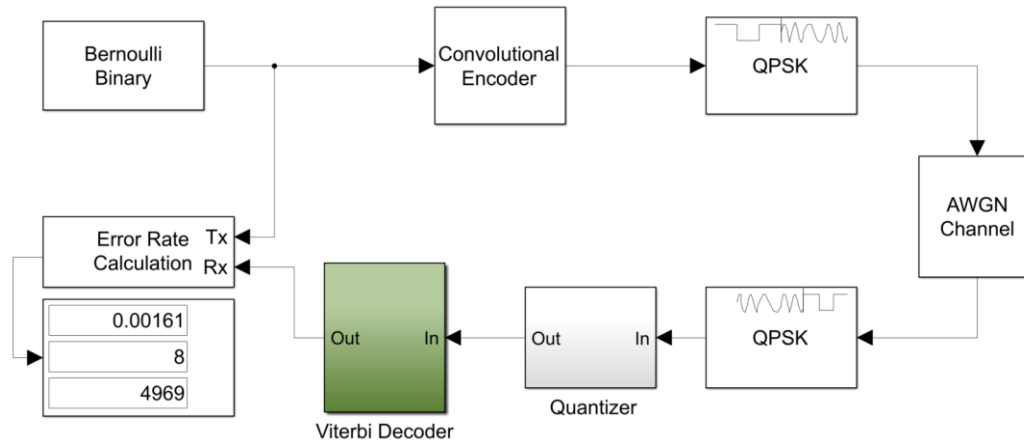 Bernoulli
Binary
Convolutional
Encoder
QPSK
AWGN
Channel
Error Rate
Calculation
Tx
Rx
0.00161
8
4969
Out
In
Viterbi Decoder
Out
In
Quantizer
QPSK